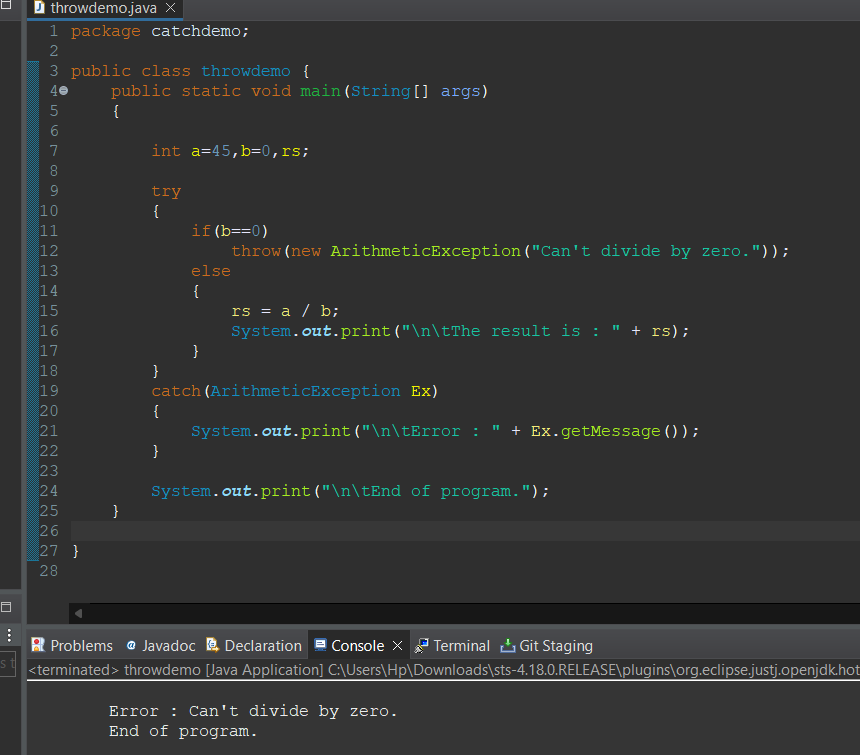 throwdemo.java
1 package catchdemo;
2
3 public class throwdemo {
4     public static void main(String[] args)
5     {
6
7         int a=45,b=0,rs;
8
9         try
10         {
11             if(b==0)
12                 throw(new ArithmeticException("Can't divide by zero."));
13             else
14             {
15                 rs = a / b;
16                 System.out.print("\n\tThe result is : " + rs);
17             }
18         }
19         catch(ArithmeticException Ex)
20         {
21             System.out.print("\n\tError : " + Ex.getMessage());
22         }
23
24         System.out.print("\n\tEnd of program.");
25     }
26
27 }
28
Problems Javadoc Declaration Console Terminal Git Staging
s t
<terminated> throwdemo [Java Application] C:\Users\Hp\Downloads\sts-4.18.0.RELEASE\plugins\org.eclipse.justj.openjdk.hot
Error : Can't divide by zero.
End of program.